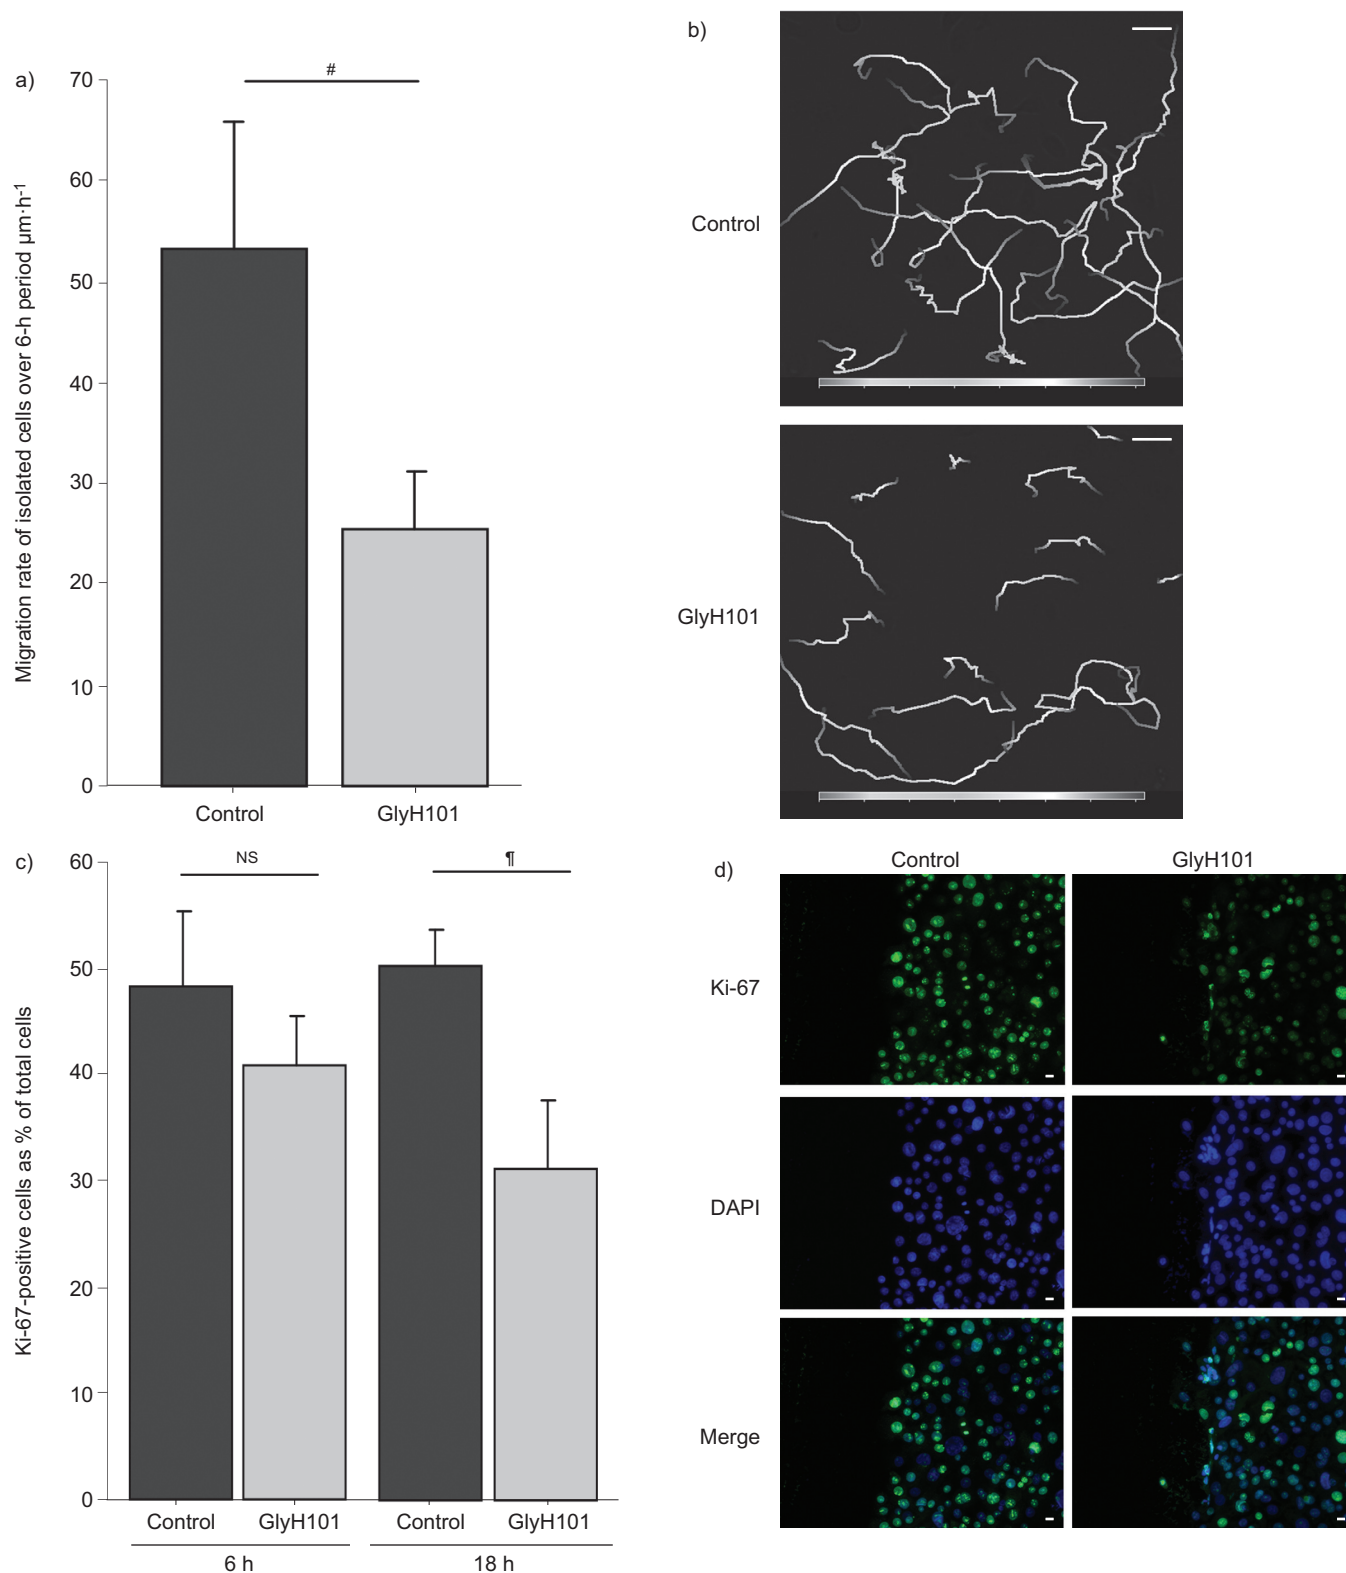 a)
Migration rate of isolated cells over 6-h period µm·h-1
70
60
50
40
30
20
10
0
#
Control
GlyH101
b)
Control
GlyH101
c)
Ki-67-positive cells as % of total cells
60
50
40
30
20
10
0
NS
¶
Control
GlyH101
Control
GlyH101
6 h
18 h
d)
Control
GlyH101
Ki-67
DAPI
Merge